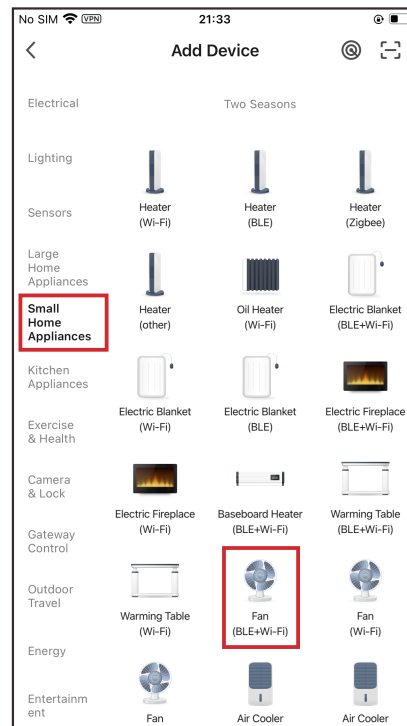 No SIM VPN 21:33
Add Device
Electrical
Lighting
Sensors
Large
Home
Appliances
Small
Home
Appliances
Kitchen
Appliances
Exercise
& Health
Camera
& Lock
Gateway
Control
Outdoor
Travel
Energy
Entertainm
ent
Two Seasons
Heater
(Wi-Fi)
Heater
(BLE)
Heater
(Zigbee)
Heater
(other)
Oil Heater
(Wi-Fi)
Electric Blanket
(BLE+Wi-Fi)
Electric Blanket
(Wi-Fi)
Electric Blanket
(BLE)
Electric Fireplace
(BLE+Wi-Fi)
Electric Fireplace
(Wi-Fi)
Baseboard Heater
(BLE+Wi-Fi)
Warming Table
(BLE+Wi-Fi)
Warming Table
(Wi-Fi)
Fan
(BLE+Wi-Fi)
Fan
(Wi-Fi)
Fan
Air Cooler
Air Cooler